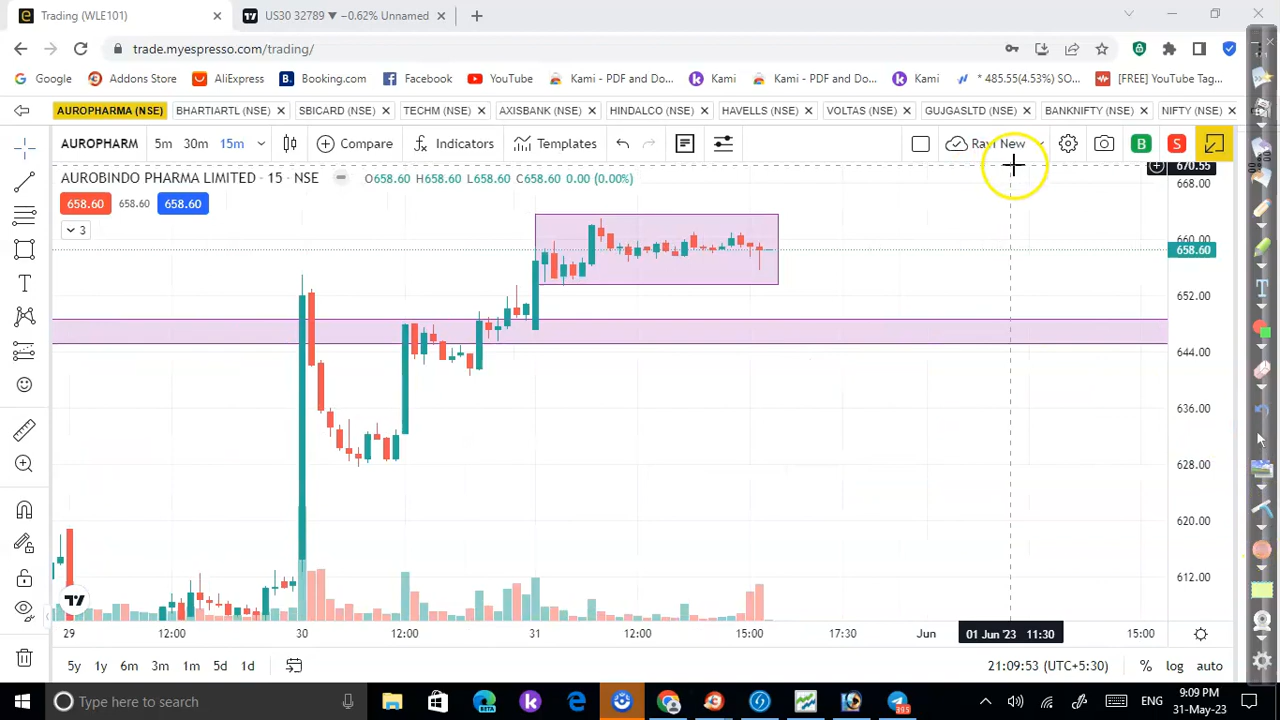 Trading (WLE101)
US30 32789 ▼ −0.62% Unnamed
trade.myespresso.com/trading/
Google
Addons Store
AliExpress
Booking.com
Facebook
YouTube
Kami - PDF and Do...
Kami
Kami - PDF and Do...
Kami
* 485.55(4.53%) SO...
[FREE] YouTube Tag...
AUROPHARMA (NSE)
BHARTIARTL (NSE)
SBICARD (NSE)
TECHM (NSE)
AXISBANK (NSE)
HINDALCO (NSE)
HAVELLS (NSE)
VOLTAS (NSE)
GUJGASLTD (NSE)
BANKNIFTY (NSE)
NIFTY (NSE)
AUROPHARM
5m
30m
15m
Compare
Indicators
Templates
Ravi New
B
S
AUROBINDO PHARMA LIMITED · 15 · NSE
O658.60 H658.60 L658.60 C658.60 0.00 (0.00%)
658.60
658.60
658.60
3
670.55
668.00
660.00
658.60
652.00
644.00
636.00
628.00
620.00
612.00
29
12:00
30
12:00
31
12:00
15:00
17:30
Jun
01 Jun '23 11:30
15:00
5y
1y
6m
3m
1m
5d
1d
21:09:53 (UTC+5:30)
%
log
auto
Type here to search
BETA
395
ENG
9:09 PM
31-May-23